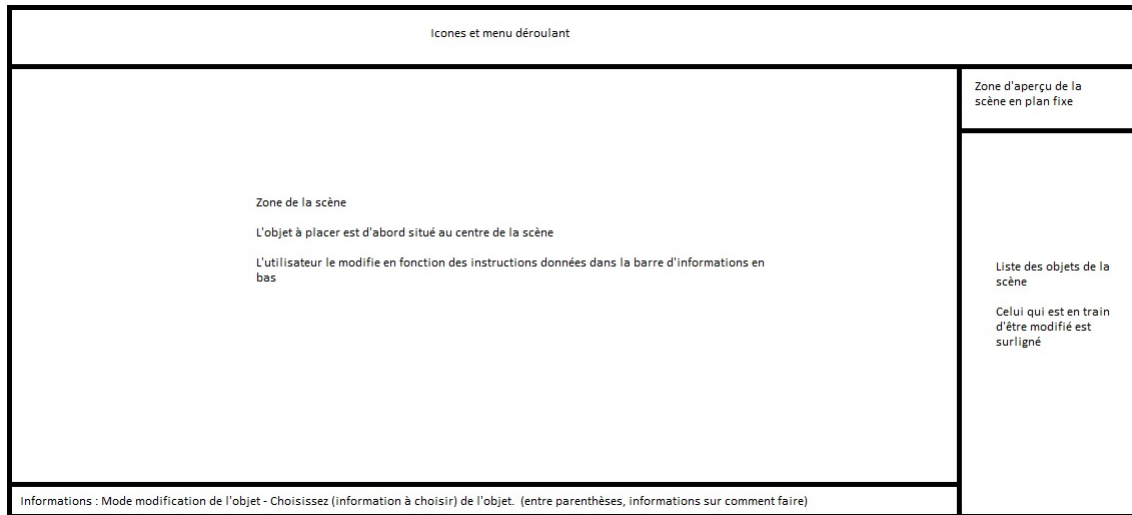 Icones et menu déroulant
Zone d'aperçu de la
scène en plan fixe
Zone de la scène
L'objet à placer est d'abord situé au centre de la scène
L'utilisateur le modifie en fonction des instructions données dans la barre d'informations en
bas
Liste des objets de la
scène
Celui qui est en train
d'être modifié est
surligné
Informations : Mode modification de l'objet - Choisissez (information à choisir) de l'objet. (entre parenthèses, informations sur comment faire)